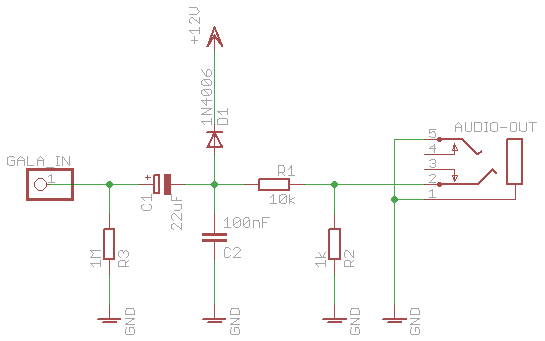 +12V
1N4006
D1
AUDIO-OUT
5
4
3
2
1
GALA_IN
1
+
C1
22uF
R1
10k
100nF
C2
1M
R3
1k
R2
GND
GND
GND
GND